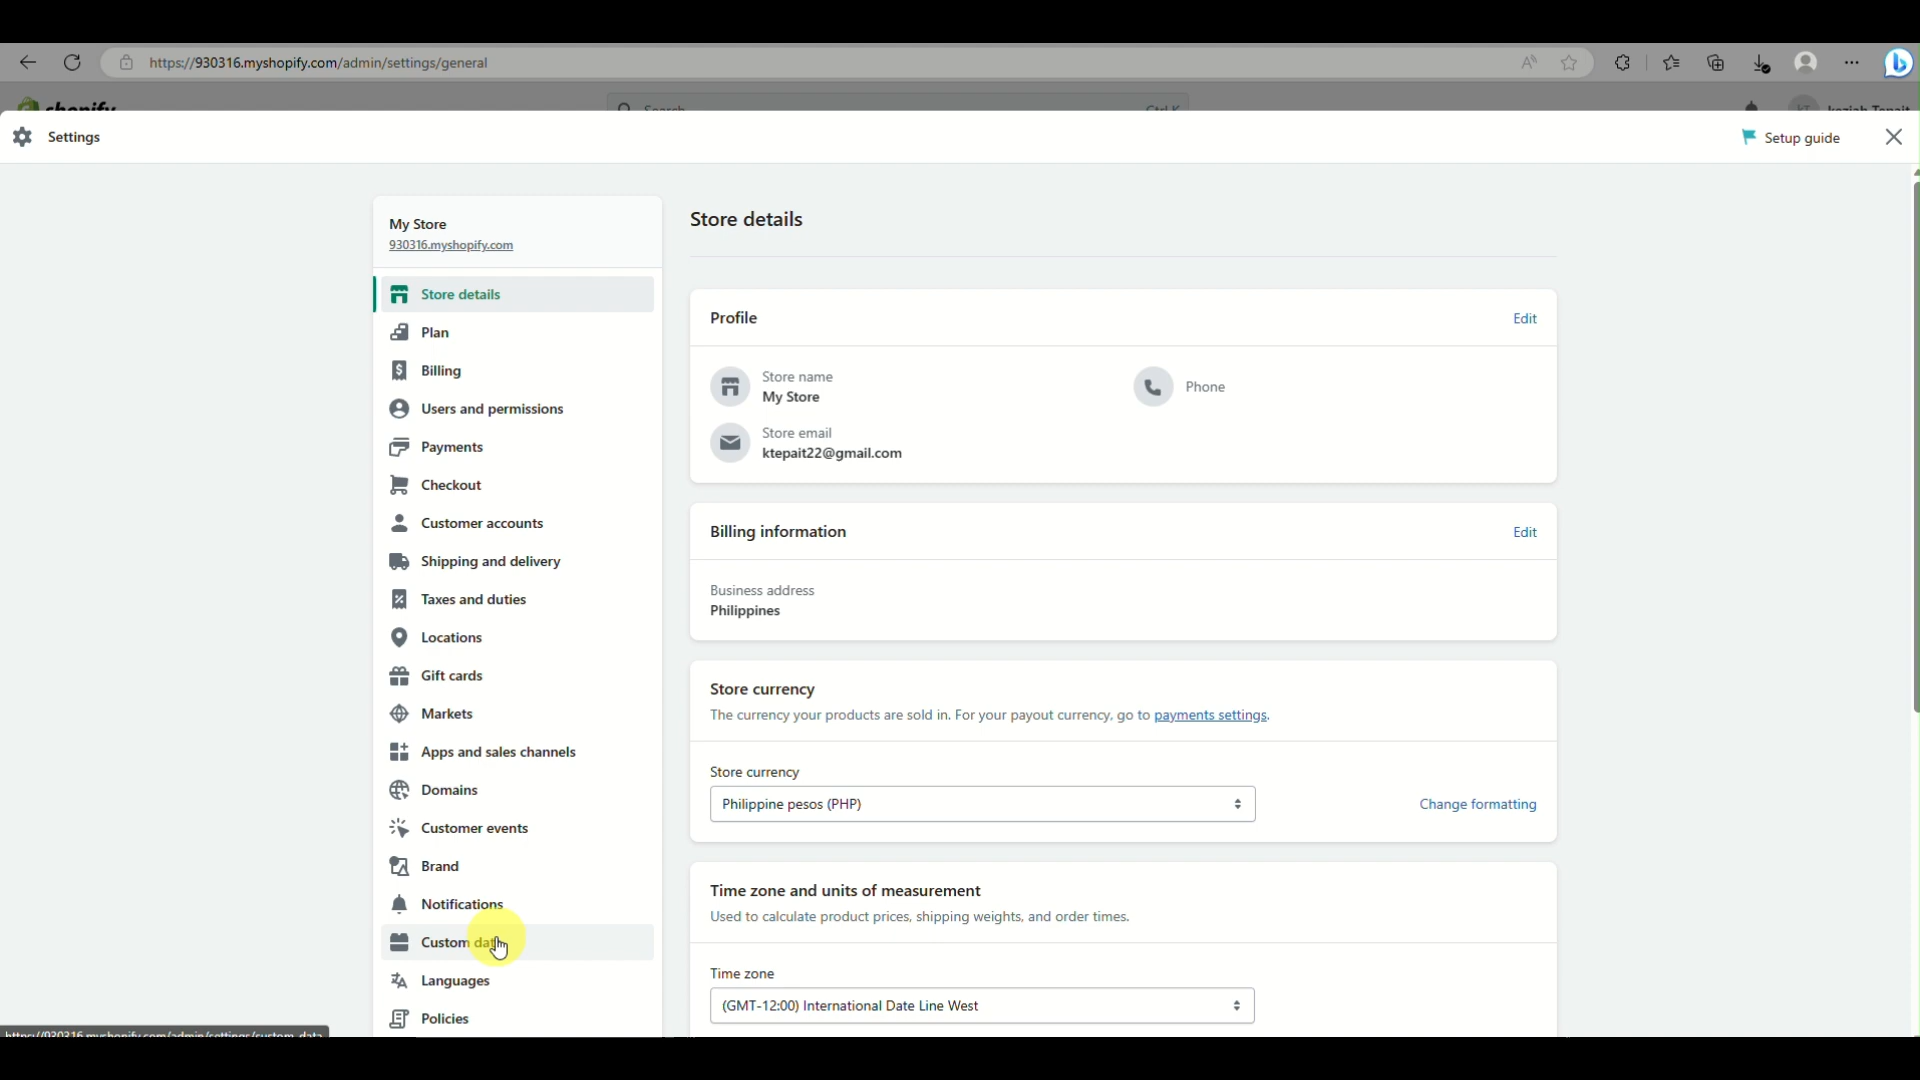 https://930316.myshopify.com/admin/settings/general
shopify
Search
Ctrl K
Settings
Setup guide
My Store
930316.myshopify.com
Store details
Plan
Billing
Users and permissions
Payments
Checkout
Customer accounts
Shipping and delivery
Taxes and duties
Locations
Gift cards
Markets
Apps and sales channels
Domains
Customer events
Brand
Notifications
Custom data
Languages
Policies
Store details
Profile
Edit
Store name
My Store
Phone
Store email
ktepait22@gmail.com
Billing information
Edit
Business address
Philippines
Store currency
The currency your products are sold in. For your payout currency, go to payments settings.
Store currency
Philippine pesos (PHP)
Change formatting
Time zone and units of measurement
Used to calculate product prices, shipping weights, and order times.
Time zone
(GMT-12:00) International Date Line West
https://930316.myshopify.com/admin/settings/custom_data